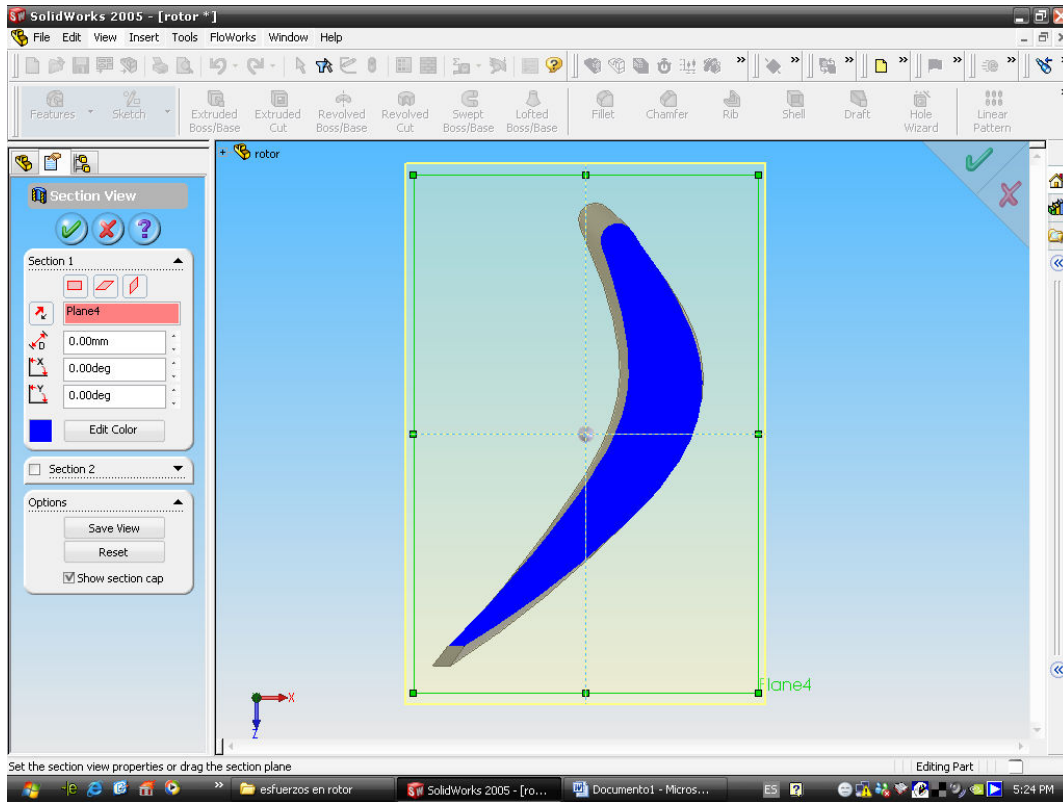 SolidWorks 2005 - [rotor *]
File Edit View Insert Tools FloWorks Window Help
Features Sketch Extruded Boss/Base Extruded Cut Revolved Boss/Base Revolved Cut Swept Boss/Base Lofted Boss/Base Fillet Chamfer Rib Shell Draft Hole Wizard Linear Pattern
rotor
Section View
Section 1
Plane4
0.00mm
0.00deg
0.00deg
Edit Color
Section 2
Options
Save View
Reset
Show section cap
Plane4
X
Z
Set the section view properties or drag the section plane
Editing Part
esfuerzos en rotor
SolidWorks 2005 - [ro...
Documento1 - Micros...
ES
5:24 PM